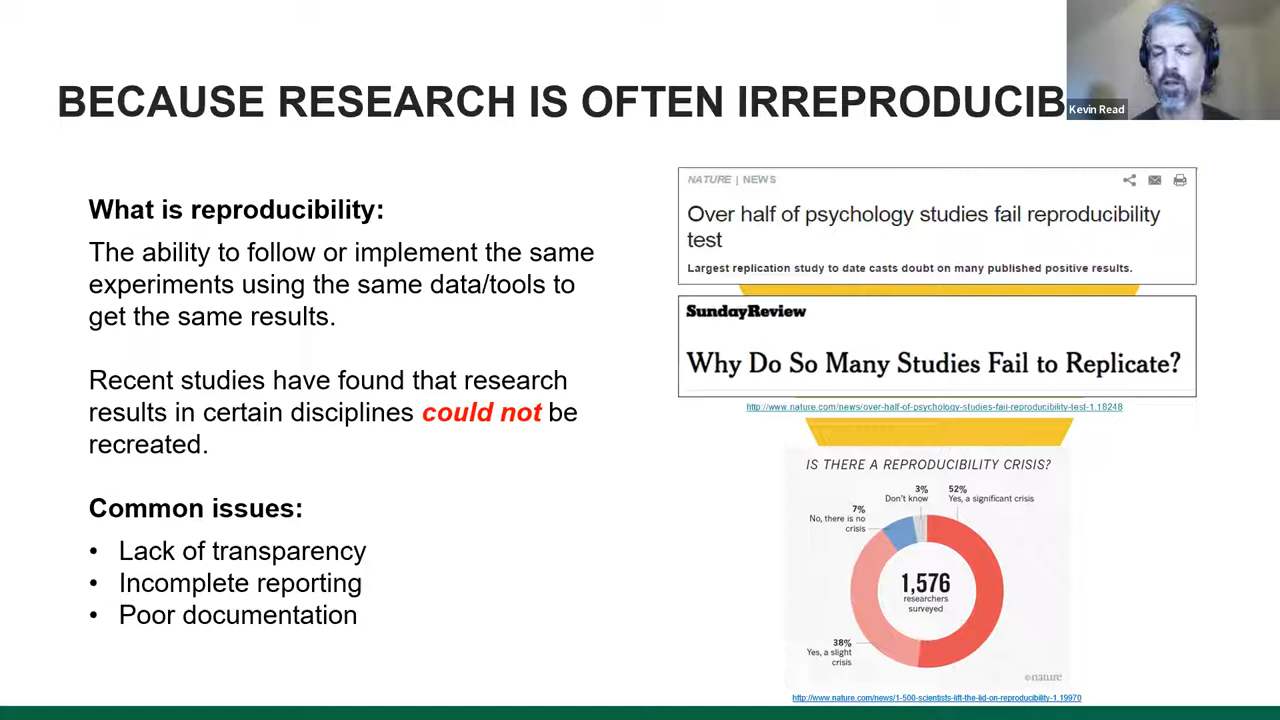 BECAUSE RESEARCH IS OFTEN IRREPRODUCIB
Kevin Read
What is reproducibility:
The ability to follow or implement the same
experiments using the same data/tools to
get the same results.
Recent studies have found that research
results in certain disciplines could not be
recreated.
Common issues:
• Lack of transparency
• Incomplete reporting
• Poor documentation
NATURE | NEWS
Over half of psychology studies fail reproducibility
test
Largest replication study to date casts doubt on many published positive results.
SundayReview
Why Do So Many Studies Fail to Replicate?
http://www.nature.com/news/over-half-of-psychology-studies-fail-reproducibility-test-1.18248
IS THERE A REPRODUCIBILITY CRISIS?
3%
Don't know
52%
Yes, a significant crisis
7%
No, there is no
crisis
1,576
researchers
surveyed
38%
Yes, a slight
crisis
©nature
http://www.nature.com/news/1-500-scientists-lift-the-lid-on-reproducibility-1.19970